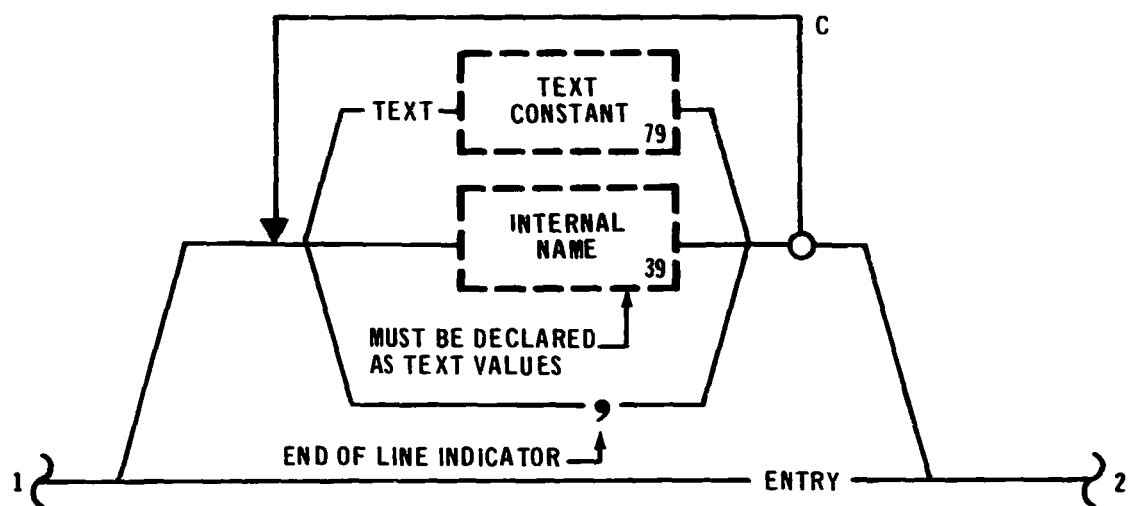 C
TEXT
TEXT
CONSTANT
79
INTERNAL
NAME
39
MUST BE DECLARED
AS TEXT VALUES
,
END OF LINE INDICATOR
1
ENTRY
2